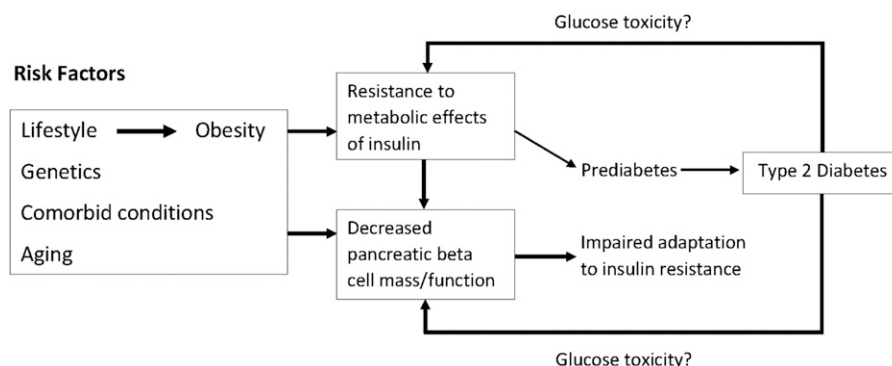 Glucose toxicity?
Risk Factors
Lifestyle Obesity
Genetics
Comorbid conditions
Aging
Resistance to
metabolic effects
of insulin
Prediabetes
Type 2 Diabetes
Decreased
pancreatic beta
cell mass/function
Impaired adaptation
to insulin resistance
Glucose toxicity?